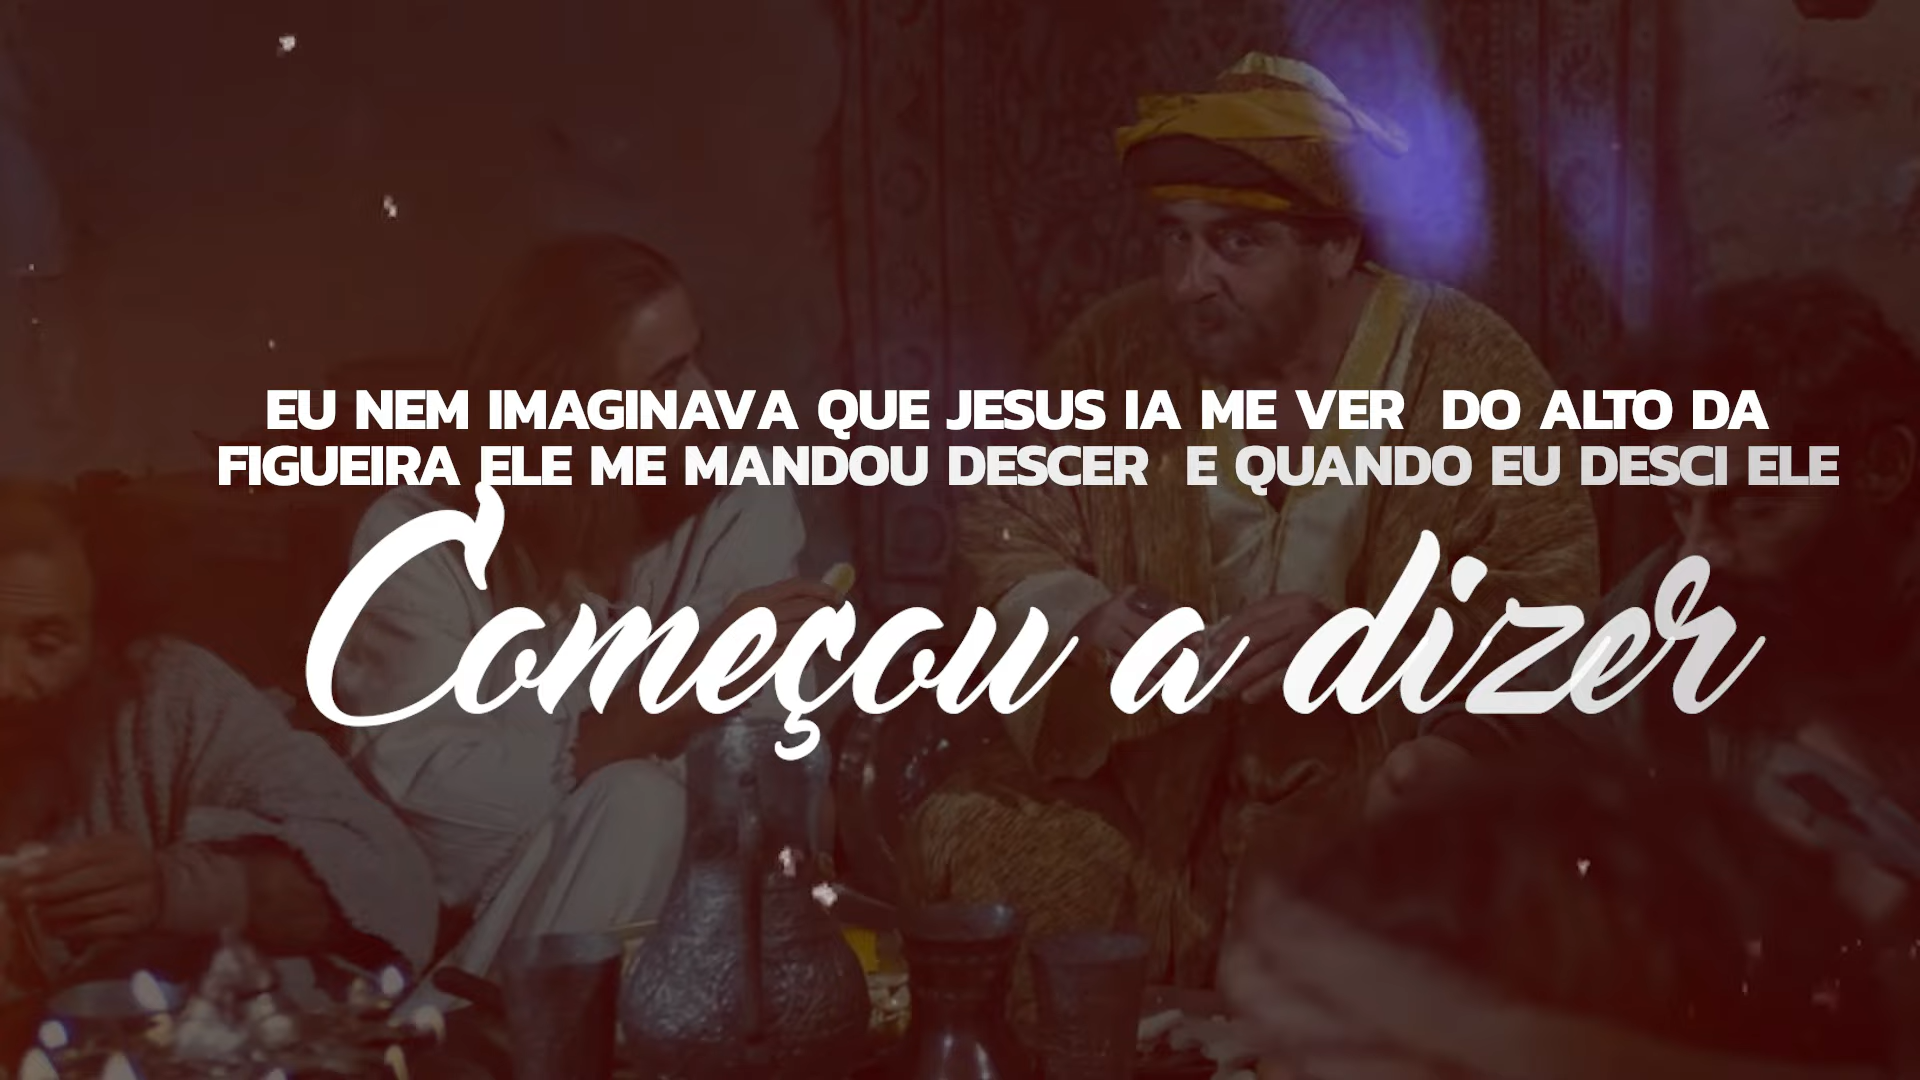 EU NEM IMAGINAVA QUE JESUS IA ME VER DO ALTO DA
FIGUEIRA ELE ME MANDOU DESCER E QUANDO EU DESCI ELE
Começou a dizer